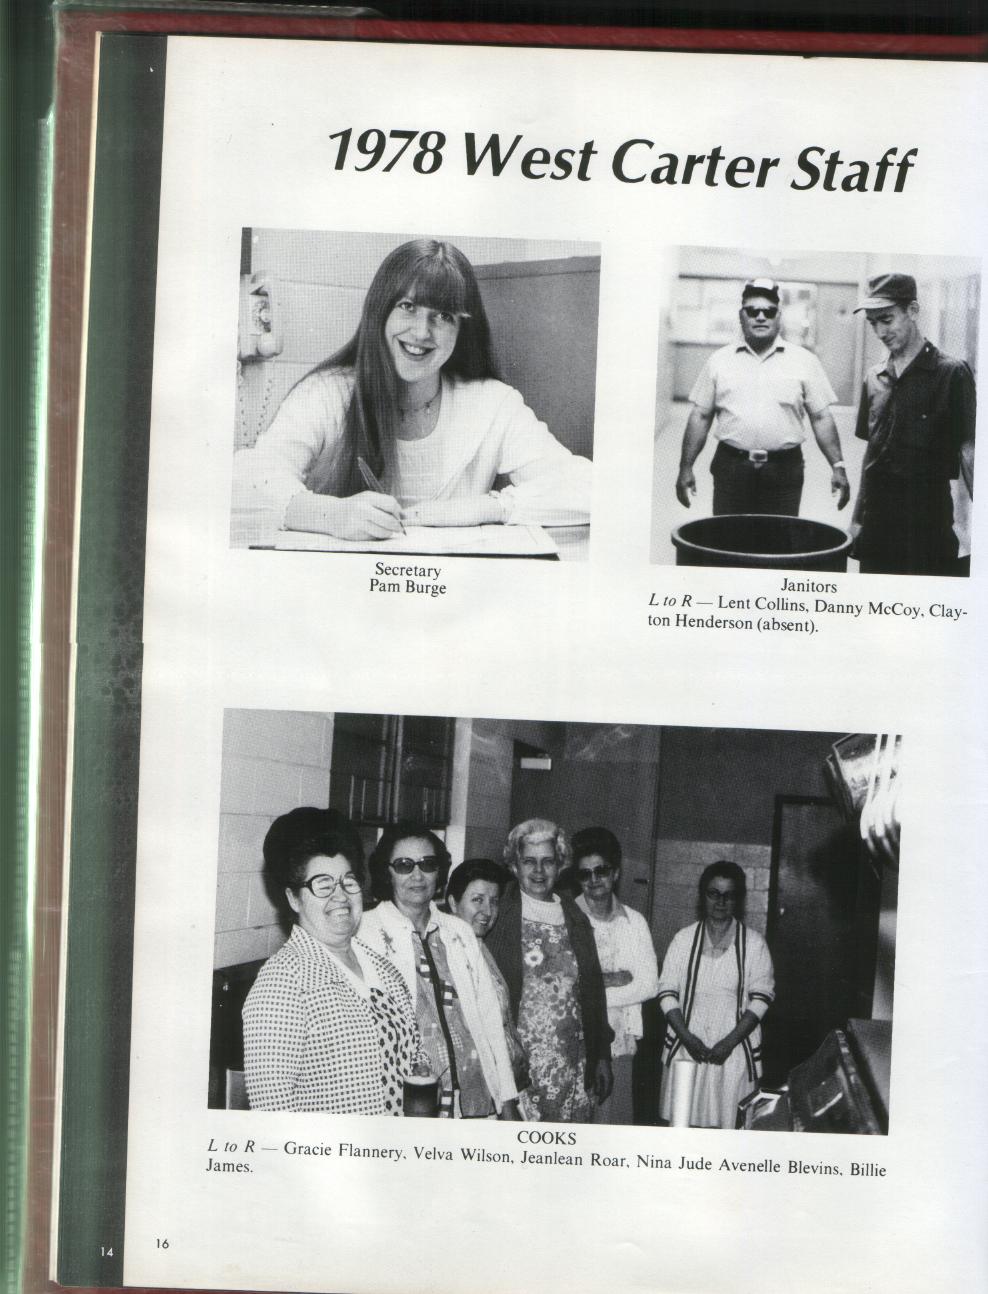 1978 West Carter Staff
Secretary
Pam Burge
Janitors
L to R — Lent Collins, Danny McCoy, Clay-
ton Henderson (absent).
COOKS
L to R — Gracie Flannery, Velva Wilson, Jeanlean Roar, Nina Jude Avenelle Blevins, Billie
James.
16
14